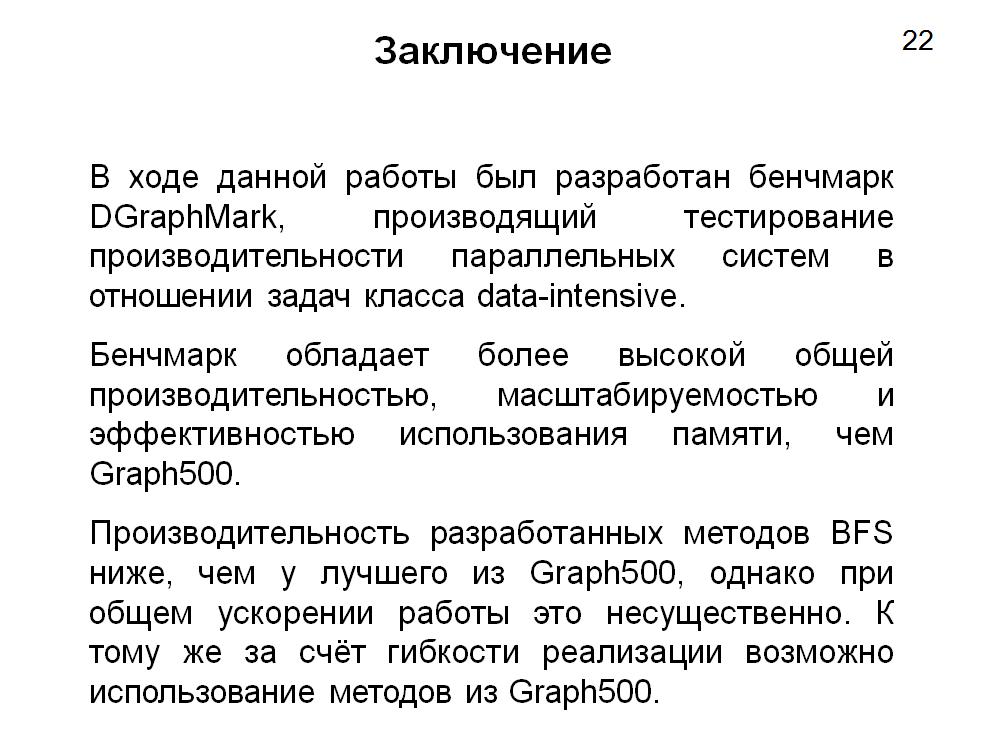 Заключение
22
В ходе данной работы был разработан бенчмарк
DGraphMark, производящий тестирование
производительности параллельных систем в
отношении задач класса data-intensive.
Бенчмарк обладает более высокой общей
производительностью, масштабируемостью и
эффективностью использования памяти, чем
Graph500.
Производительность разработанных методов BFS
ниже, чем у лучшего из Graph500, однако при
общем ускорении работы это несущественно. К
тому же за счёт гибкости реализации возможно
использование методов из Graph500.